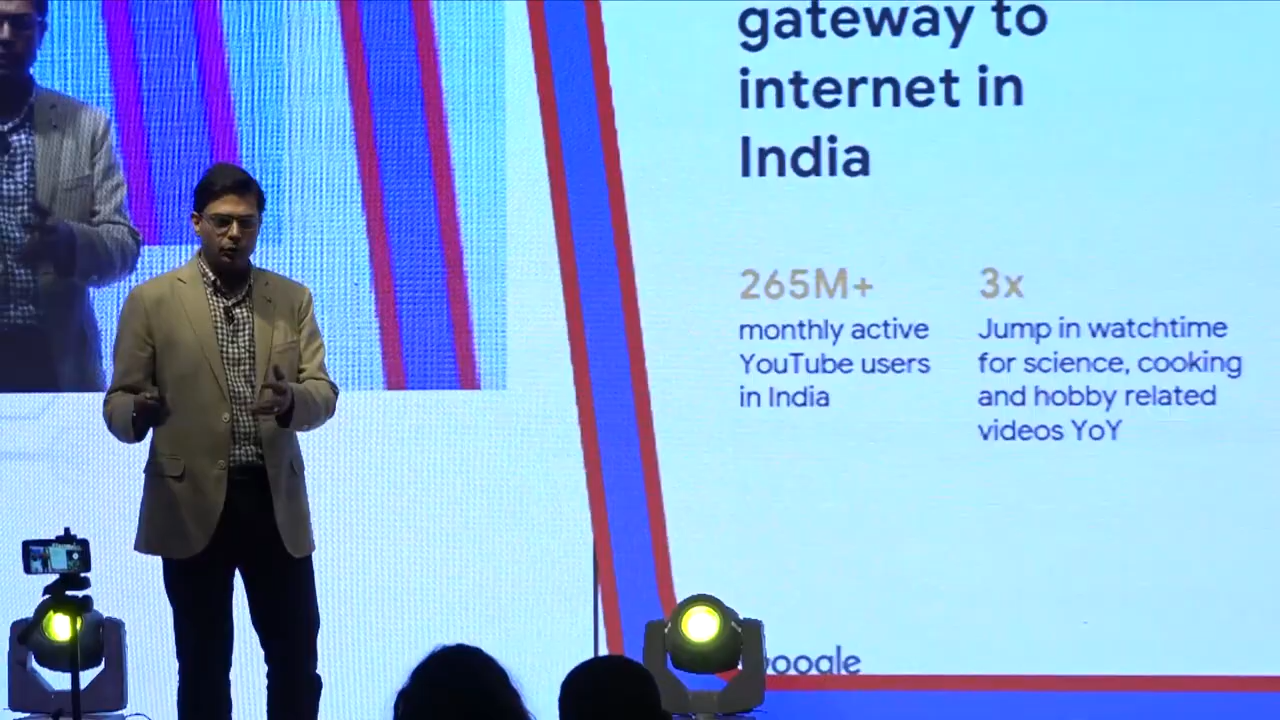 gateway to
internet in
India
265M+
monthly active
YouTube users
in India
3x
Jump in watchtime
for science, cooking
and hobby related
videos YoY
Google